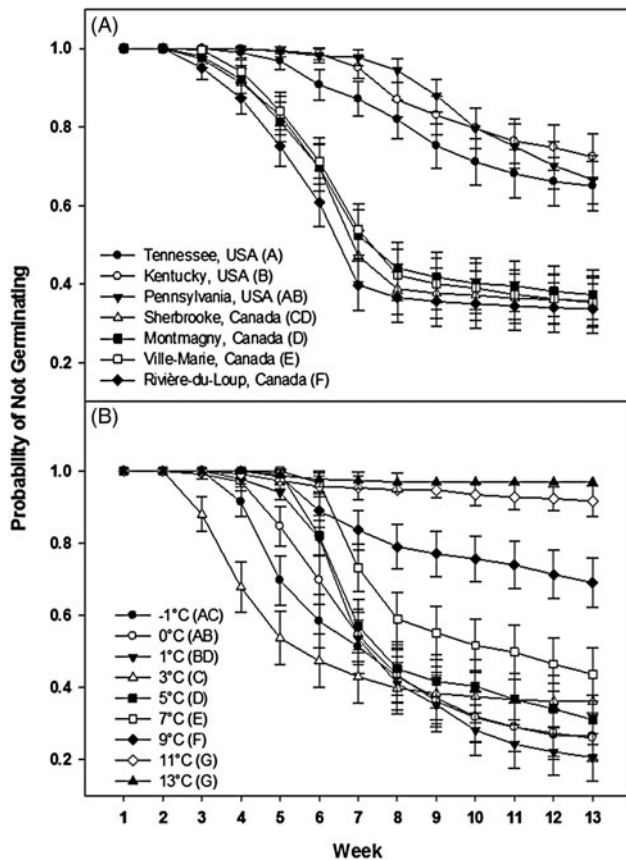 (A)
1.0
0.8
0.6
0.4
0.2
Tennessee, USA (A)
Kentucky, USA (B)
Pennsylvania, USA (AB)
Sherbrooke, Canada (CD)
Montmagny, Canada (D)
Ville-Marie, Canada (E)
Rivière-du-Loup, Canada (F)
Probability of Not Germinating
(B)
1.0
0.8
0.6
0.4
0.2
-1°C (AC)
0°C (AB)
1°C (BD)
3°C (C)
5°C (D)
7°C (E)
9°C (F)
11°C (G)
13°C (G)
1 2 3 4 5 6 7 8 9 10 11 12 13
Week